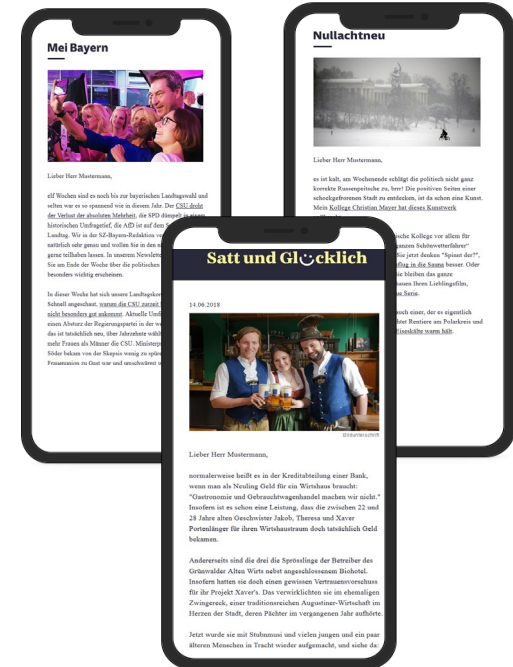 Mei Bayern
Lieber Herr Mustermann,
elf Wochen sind es noch bis zur bayerischen Landtagswahl und
selten war es so spannend wie in diesem Jahr. Der CSU droht
der Verlust der absoluten Mehrheit, die SPD dümpelt in einem
historischen Umfragetief, die AfD ist auf dem
Landtag. Wir in der SZ-Bayern-Redaktion
natürlich sehr genau und wollen Sie in den
gerne teilhaben lassen. In unserem Newsletter
Sie am Ende der Woche über die politischen
besonders wichtig erscheinen.
In dieser Woche hat sich unsere
Schnell angeschaut, warum die CSU zurzeit
nicht besonders gut ankommt. Aktuelle
einen Absturz der Regierungspartei in der
das ist tatsächlich neu, über Jahrzehnte
mehr Frauen als Männer die CSU.
Söder bekam von der Skepsis wenig zu
Frauenunion zu Gast war und
Nullachtneu
Lieber Herr Mustermann,
es ist kalt, am Wochenende schlägt die politisch nicht ganz
korrekte Russenpeitsche zu, brrr! Die positiven Seiten einer
schockgefrorenen Stadt zu entdecken, ist da schon eine Kunst.
Mein Kollege Christian Mayer hat dieses Kunstwerk
Kollege vor allem für
ganzen Schönwetterfahrer"
Sie jetzt denken "Spinnt der?",
in die Sauna besser. Oder
Sie bleiben das ganze
Ihren Lieblingsfilm,
Serie.
auch einer, der es eigentlich
Rentiere am Polarkreis und
Eiseskälte warm hält.
Satt und Glücklich
14.06.2018
Bildunterschrift
Lieber Herr Mustermann,
normalerweise heißt es in der Kreditabteilung einer Bank,
wenn man als Neuling Geld für ein Wirtshaus braucht:
"Gastronomie und Gebrauchtwagenhandel machen wir nicht."
Insofern ist es schon eine Leistung, dass die zwischen 22 und
28 Jahre alten Geschwister Jakob, Theresa und Xaver
Portenlänger für ihren Wirtshaustraum doch tatsächlich Geld
bekamen.
Andererseits sind die drei die Sprösslinge der Betreiber des
Grünwalder Alten Wirts nebst angeschlossenem Biohotel.
Insofern hatten sie doch einen gewissen Vertrauensvorschuss
für ihr Projekt Xaver's. Das verwirklichten sie im ehemaligen
Zwingereck, einer traditionsreichen Augustiner-Wirtschaft im
Herzen der Stadt, deren Pächter im vergangenen Jahr aufhörte.
Jetzt wurde sie mit Stubnmusi und vielen jungen und ein paar
älteren Menschen in Tracht wieder aufgemacht, und siehe da: